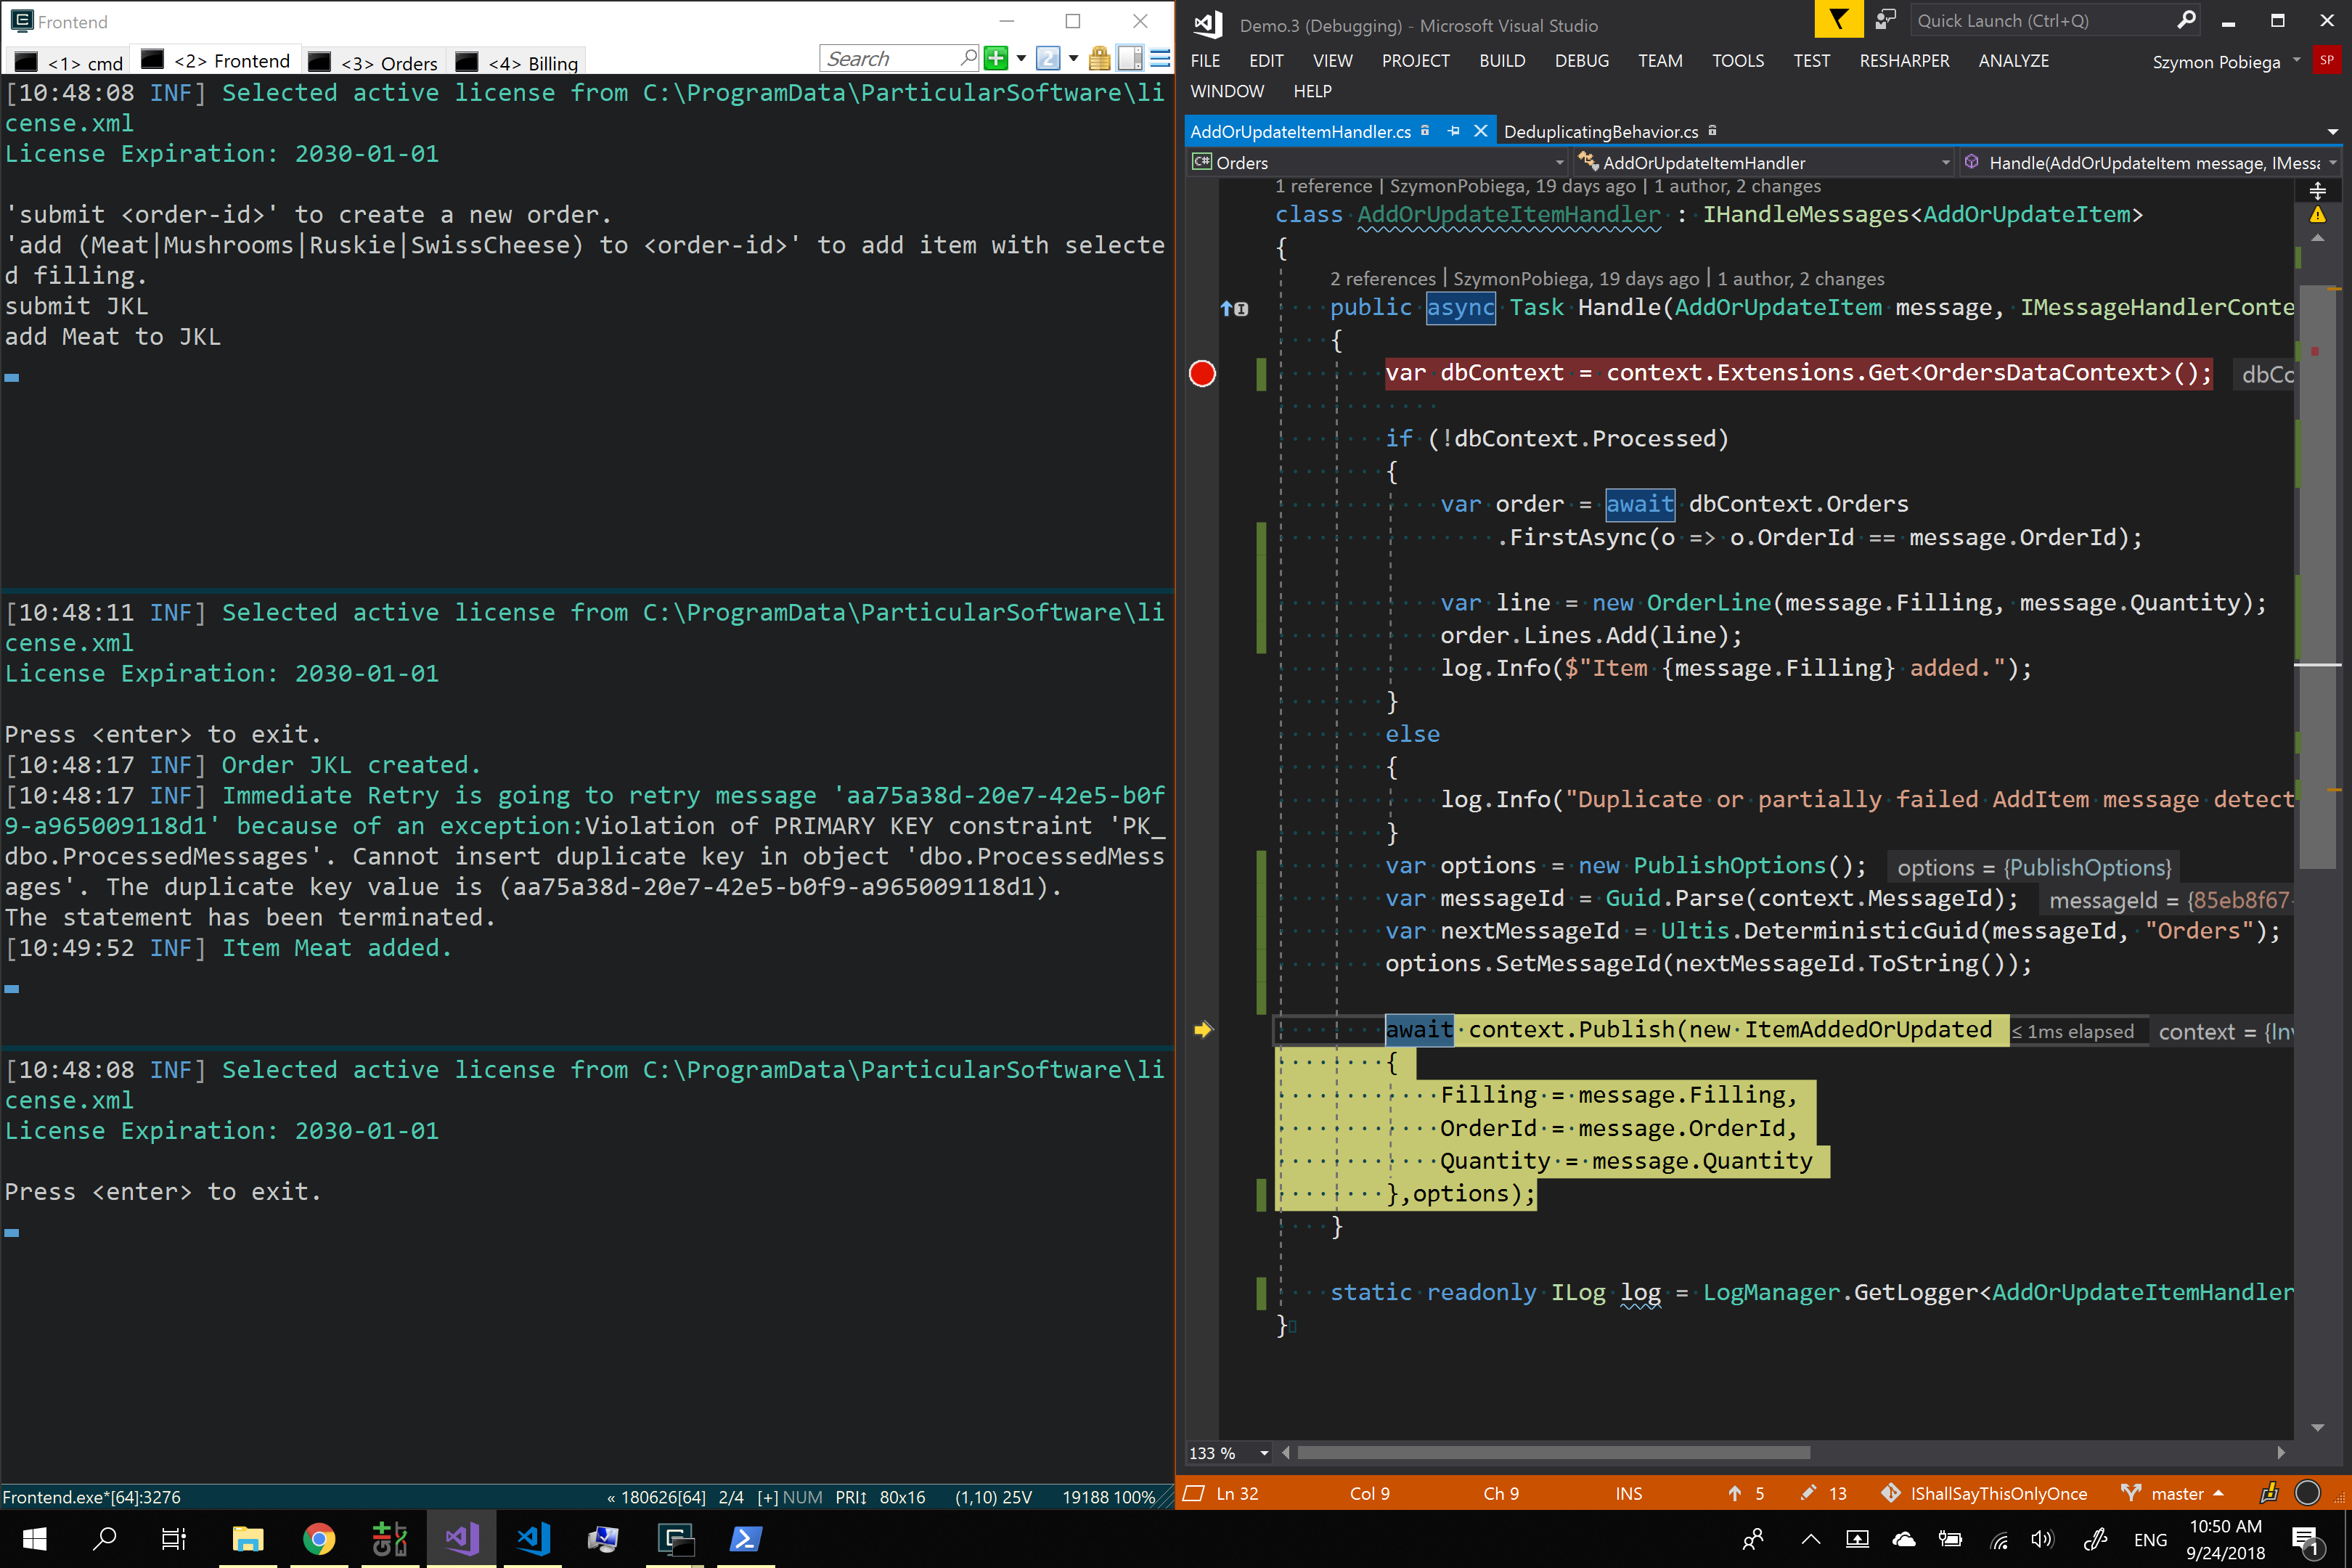 Frontend
<1> cmd
<2> Frontend
<3> Orders
<4> Billing
Search
[10:48:08 INF] Selected active license from C:\ProgramData\ParticularSoftware\li
cense.xml
License Expiration: 2030-01-01
'submit <order-id>' to create a new order.
'add (Meat|Mushrooms|Ruskie|SwissCheese) to <order-id>' to add item with selecte
d filling.
submit JKL
add Meat to JKL
[10:48:11 INF] Selected active license from C:\ProgramData\ParticularSoftware\li
cense.xml
License Expiration: 2030-01-01
Press <enter> to exit.
[10:48:17 INF] Order JKL created.
[10:48:17 INF] Immediate Retry is going to retry message 'aa75a38d-20e7-42e5-b0f
9-a965009118d1' because of an exception:Violation of PRIMARY KEY constraint 'PK_
dbo.ProcessedMessages'. Cannot insert duplicate key in object 'dbo.ProcessedMess
ages'. The duplicate key value is (aa75a38d-20e7-42e5-b0f9-a965009118d1).
The statement has been terminated.
[10:49:52 INF] Item Meat added.
[10:48:08 INF] Selected active license from C:\ProgramData\ParticularSoftware\li
cense.xml
License Expiration: 2030-01-01
Press <enter> to exit.
Frontend.exe*[64]:3276 « 180626[64] 2/4 [+] NUM PRI↕ 80x16 (1,10) 25V 19188 100%
Demo.3 (Debugging) - Microsoft Visual Studio
Quick Launch (Ctrl+Q)
FILE EDIT VIEW PROJECT BUILD DEBUG TEAM TOOLS TEST RESHARPER ANALYZE
Szymon Pobiega SP
WINDOW HELP
AddOrUpdateItemHandler.cs DeduplicatingBehavior.cs
C# Orders AddOrUpdateItemHandler Handle(AddOrUpdateItem message, IMessa
1 reference | SzymonPobiega, 19 days ago | 1 author, 2 changes
class AddOrUpdateItemHandler : IHandleMessages<AddOrUpdateItem>
{
2 references | SzymonPobiega, 19 days ago | 1 author, 2 changes
public async Task Handle(AddOrUpdateItem message, IMessageHandlerConte
{
var dbContext = context.Extensions.Get<OrdersDataContext>(); dbCo
if (!dbContext.Processed)
{
var order = await dbContext.Orders
.FirstAsync(o => o.OrderId == message.OrderId);
var line = new OrderLine(message.Filling, message.Quantity);
order.Lines.Add(line);
log.Info($"Item {message.Filling} added.");
}
else
{
log.Info("Duplicate or partially failed AddItem message detect
}
var options = new PublishOptions(); options = {PublishOptions}
var messageId = Guid.Parse(context.MessageId); messageId = {85eb8f67-
var nextMessageId = Ultis.DeterministicGuid(messageId, "Orders");
options.SetMessageId(nextMessageId.ToString());
await context.Publish(new ItemAddedOrUpdated ≤ 1ms elapsed context = {Inv
{
Filling = message.Filling,
OrderId = message.OrderId,
Quantity = message.Quantity
},options);
}
static readonly ILog log = LogManager.GetLogger<AddOrUpdateItemHandler
}
133 %
Ln 32 Col 9 Ch 9 INS 5 13 IShallSayThisOnlyOnce master
ENG
10:50 AM
9/24/2018
1